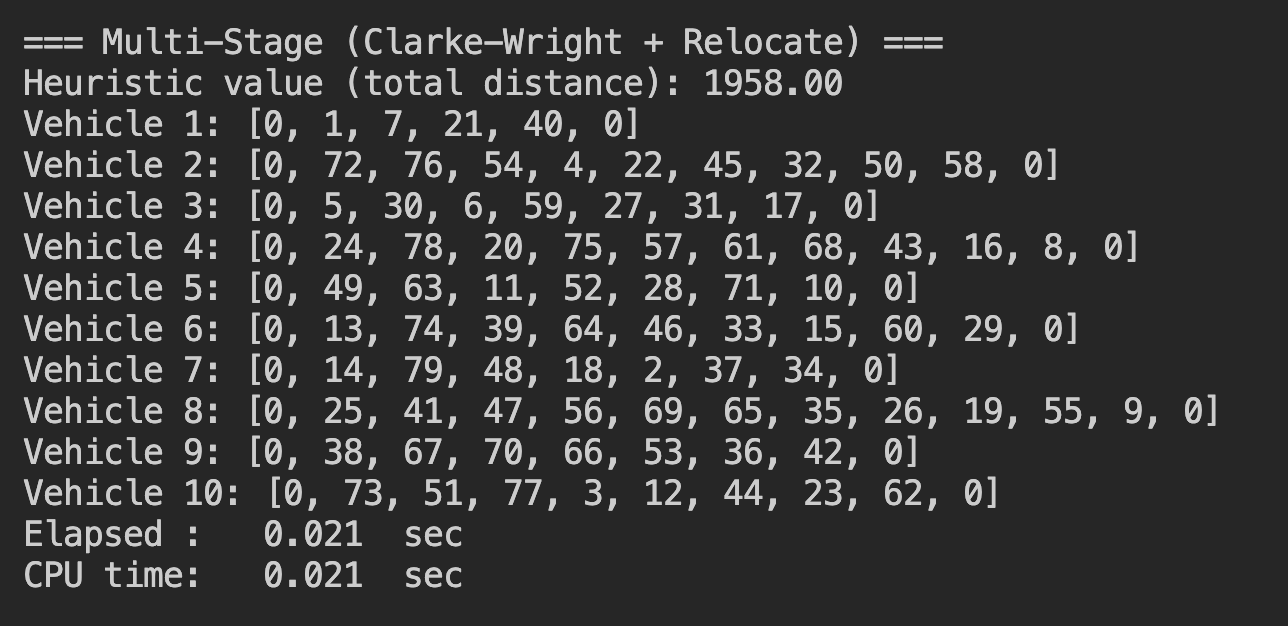 === Multi-Stage (Clarke-Wright + Relocate) ===
Heuristic value (total distance): 1958.00
Vehicle 1: [0, 1, 7, 21, 40, 0]
Vehicle 2: [0, 72, 76, 54, 4, 22, 45, 32, 50, 58, 0]
Vehicle 3: [0, 5, 30, 6, 59, 27, 31, 17, 0]
Vehicle 4: [0, 24, 78, 20, 75, 57, 61, 68, 43, 16, 8, 0]
Vehicle 5: [0, 49, 63, 11, 52, 28, 71, 10, 0]
Vehicle 6: [0, 13, 74, 39, 64, 46, 33, 15, 60, 29, 0]
Vehicle 7: [0, 14, 79, 48, 18, 2, 37, 34, 0]
Vehicle 8: [0, 25, 41, 47, 56, 69, 65, 35, 26, 19, 55, 9, 0]
Vehicle 9: [0, 38, 67, 70, 66, 53, 36, 42, 0]
Vehicle 10: [0, 73, 51, 77, 3, 12, 44, 23, 62, 0]
Elapsed :   0.021  sec
CPU time:   0.021  sec